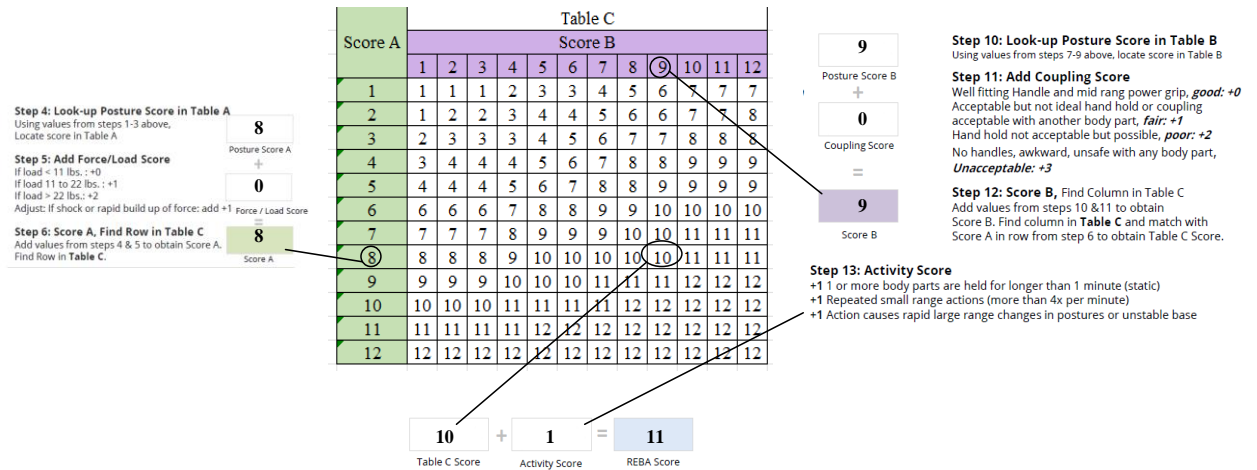 Step 4: Look-up Posture Score in Table A
Using values from steps 1-3 above,
Locate score in Table A
8
Posture Score A
+
Step 5: Add Force/Load Score
If load < 11 lbs. : +0
If load 11 to 22 lbs. : +1
If load > 22 lbs.: +2
Adjust: If shock or rapid build up of force: add +1
0
Force / Load Score
=
Step 6: Score A, Find Row in Table C
Add values from steps 4 & 5 to obtain Score A.
Find Row in Table C.
8
Score A
Table C
Score A
Score B
1 2 3 4 5 6 7 8 9 10 11 12
1 1 1 1 2 3 3 4 5 6 7 7 7
2 1 2 2 3 4 4 5 6 6 7 7 8
3 2 3 3 3 4 5 6 7 7 8 8 8
4 3 4 4 4 5 6 7 8 8 9 9 9
5 4 4 4 5 6 7 8 8 9 9 9 9
6 6 6 6 7 8 8 9 9 10 10 10 10
7 7 7 7 8 9 9 9 10 10 11 11 11
8 8 8 8 9 10 10 10 10 10 11 11 11
9 9 9 9 10 10 10 11 11 11 12 12 12
10 10 10 10 11 11 11 11 12 12 12 12 12
11 11 11 11 11 12 12 12 12 12 12 12 12
12 12 12 12 12 12 12 12 12 12 12 12 12
9
Posture Score B
+
0
Coupling Score
=
9
Score B
Step 10: Look-up Posture Score in Table B
Using values from steps 7-9 above, locate score in Table B
Step 11: Add Coupling Score
Well fitting Handle and mid rang power grip, good: +0
Acceptable but not ideal hand hold or coupling
acceptable with another body part, fair: +1
Hand hold not acceptable but possible, poor: +2
No handles, awkward, unsafe with any body part,
Unacceptable: +3
Step 12: Score B, Find Column in Table C
Add values from steps 10 &11 to obtain
Score B. Find column in Table C and match with
Score A in row from step 6 to obtain Table C Score.
Step 13: Activity Score
+1 1 or more body parts are held for longer than 1 minute (static)
+1 Repeated small range actions (more than 4x per minute)
+1 Action causes rapid large range changes in postures or unstable base
10 + 1 = 11
Table C Score Activity Score REBA Score